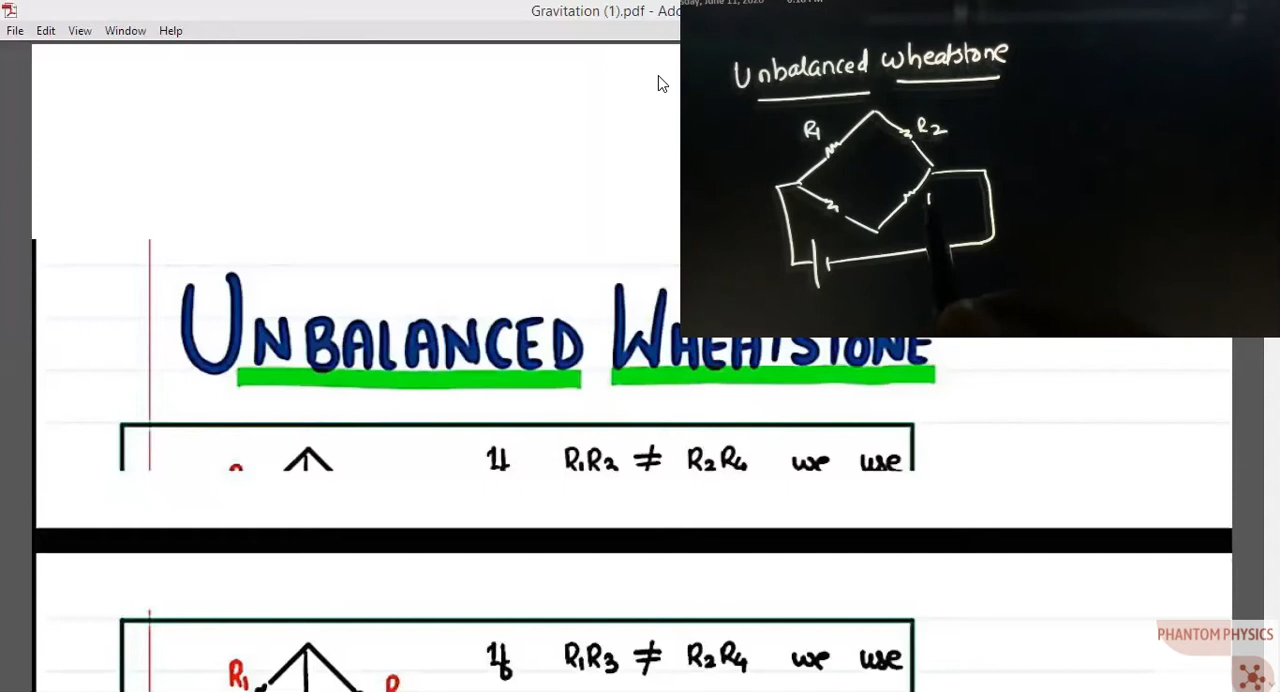 Gravitation (1).pdf - Ado
File Edit View Window Help
Unbalanced Wheatstone
R1
R2
UNBALANCED WHEATSTONE
If R1R2 ≠ R2R4 we use
R1
If R1R3 ≠ R2R4 we use
PHANTOM PHYSICS